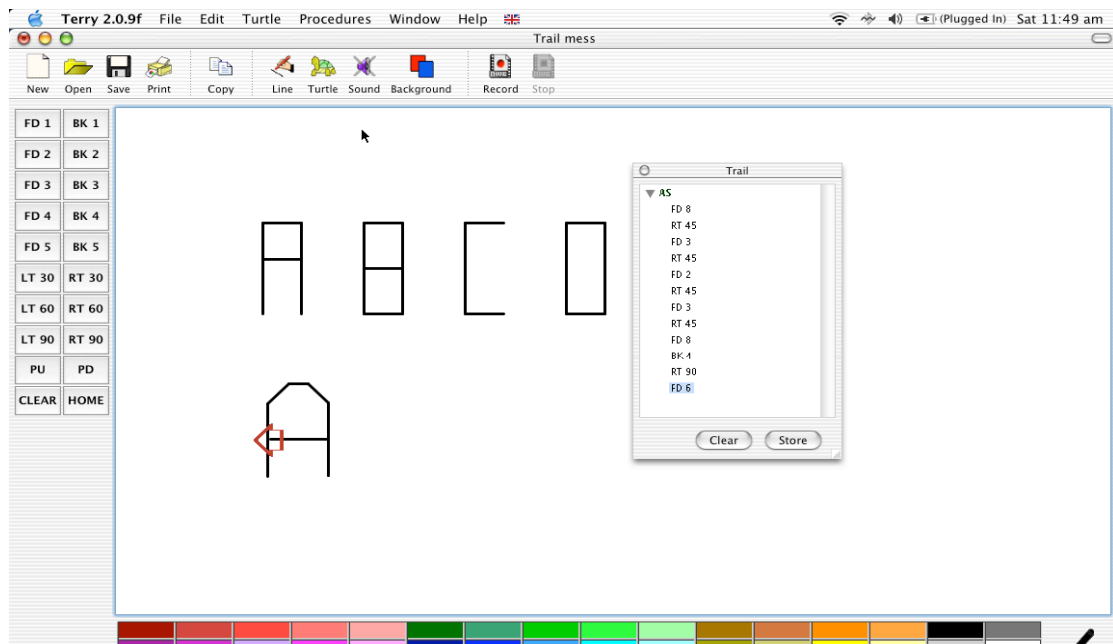 Terry 2.0.9f File Edit Turtle Procedures Window Help (Plugged In) Sat 11:49 am
Trail mess
New Open Save Print Copy Line Turtle Sound Background Record Stop
FD 1 BK 1
FD 2 BK 2
FD 3 BK 3
FD 4 BK 4
FD 5 BK 5
LT 30 RT 30
LT 60 RT 60
LT 90 RT 90
PU PD
CLEAR HOME
A B C D
A
Trail
AS
FD 8
RT 45
FD 3
RT 45
FD 2
RT 45
FD 3
RT 45
FD 8
BK 4
RT 90
FD 6
Clear Store